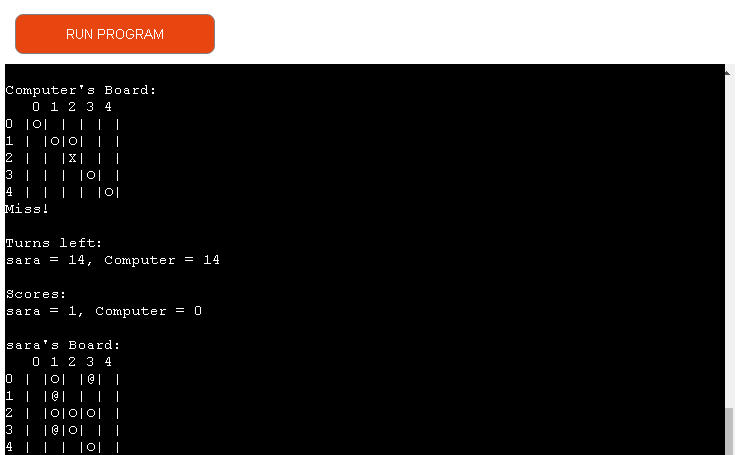 RUN PROGRAM
Computer's Board:
   0 1 2 3 4
0 |O| | | | |
1 | |O|O| | |
2 | | |X| | |
3 | | | |O| |
4 | | | | |O|
Miss!
Turns left:
sara = 14, Computer = 14
Scores:
sara = 1, Computer = 0
sara's Board:
   0 1 2 3 4
0 | |O| |@| |
1 | |@| | | |
2 | |O|O|O| |
3 | |@|O| | |
4 | | | |O| |